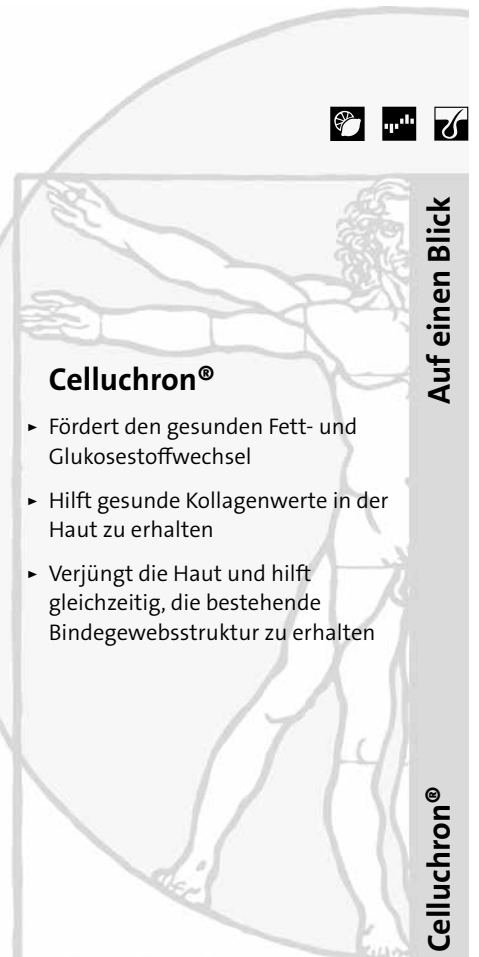 Auf einen Blick
Celluchron®
► Fördert den gesunden Fett- und
Glukosestoffwechsel
► Hilft gesunde Kollagenwerte in der
Haut zu erhalten
► Verjüngt die Haut und hilft
gleichzeitig, die bestehende
Bindegewebsstruktur zu erhalten
Celluchron®